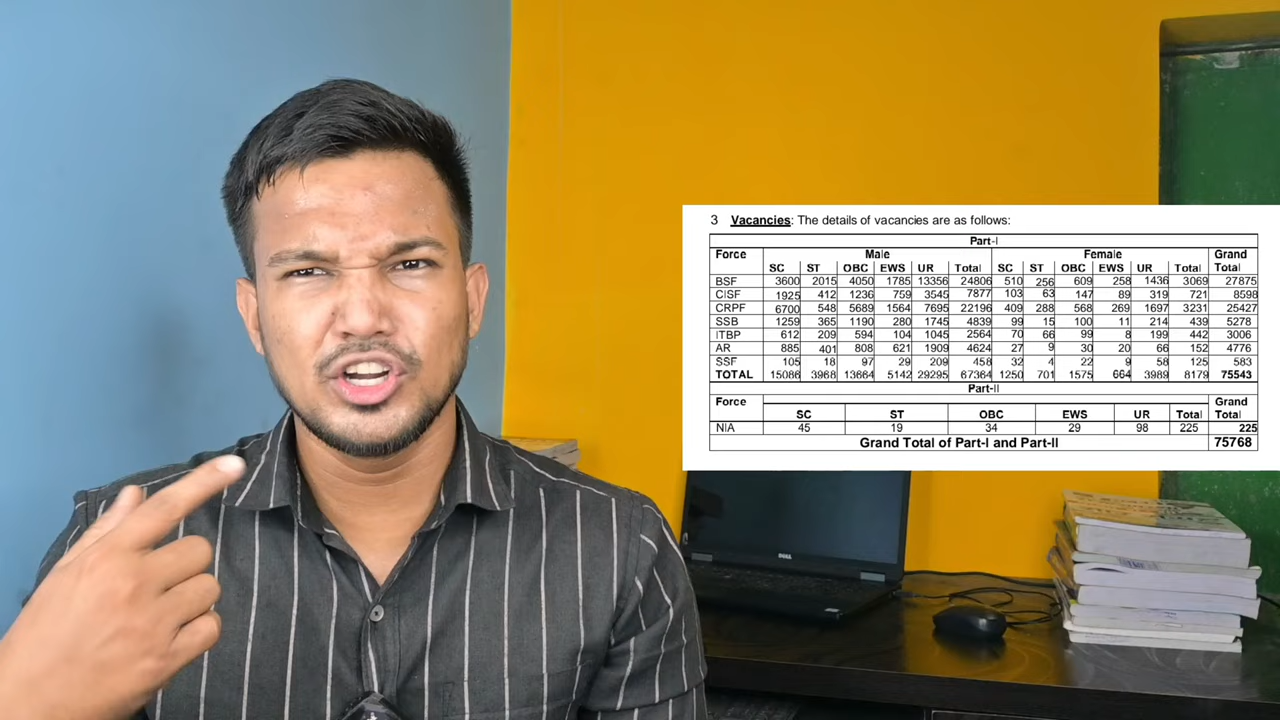 3 Vacancies: The details of vacancies are as follows:
Part-I
Force Male Female Grand Total
SC ST OBC EWS UR Total SC ST OBC EWS UR Total
BSF 3600 2015 4050 1785 13356 24806 510 256 609 258 1436 3069 27875
CISF 1925 412 1236 759 3545 7877 103 63 147 89 319 721 8598
CRPF 6700 548 5689 1564 7695 22196 409 288 568 269 1697 3231 25427
SSB 1259 365 1190 280 1745 4839 99 15 100 11 214 439 5278
ITBP 612 209 594 104 1045 2564 70 66 99 8 199 442 3006
AR 885 401 808 621 1909 4624 27 9 30 20 66 152 4776
SSF 105 18 97 29 209 458 32 4 22 9 58 125 583
TOTAL 15086 3968 13664 5142 29295 67364 1250 701 1575 664 3989 8179 75543
Part-II
Force Grand Total
SC ST OBC EWS UR Total
NIA 45 19 34 29 98 225 225
Grand Total of Part-I and Part-II 75768
DELL